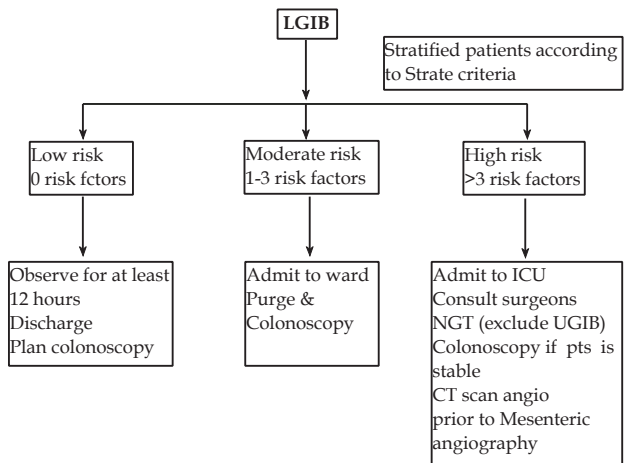 LGIB
Stratified patients according
to Strate criteria
Low risk
0 risk fctors
Moderate risk
1-3 risk factors
High risk
>3 risk factors
Observe for at least
12 hours
Discharge
Plan colonoscopy
Admit to ward
Purge &
Colonoscopy
Admit to ICU
Consult surgeons
NGT (exclude UGIB)
Colonoscopy if pts is
stable
CT scan angio
prior to Mesenteric
angiography